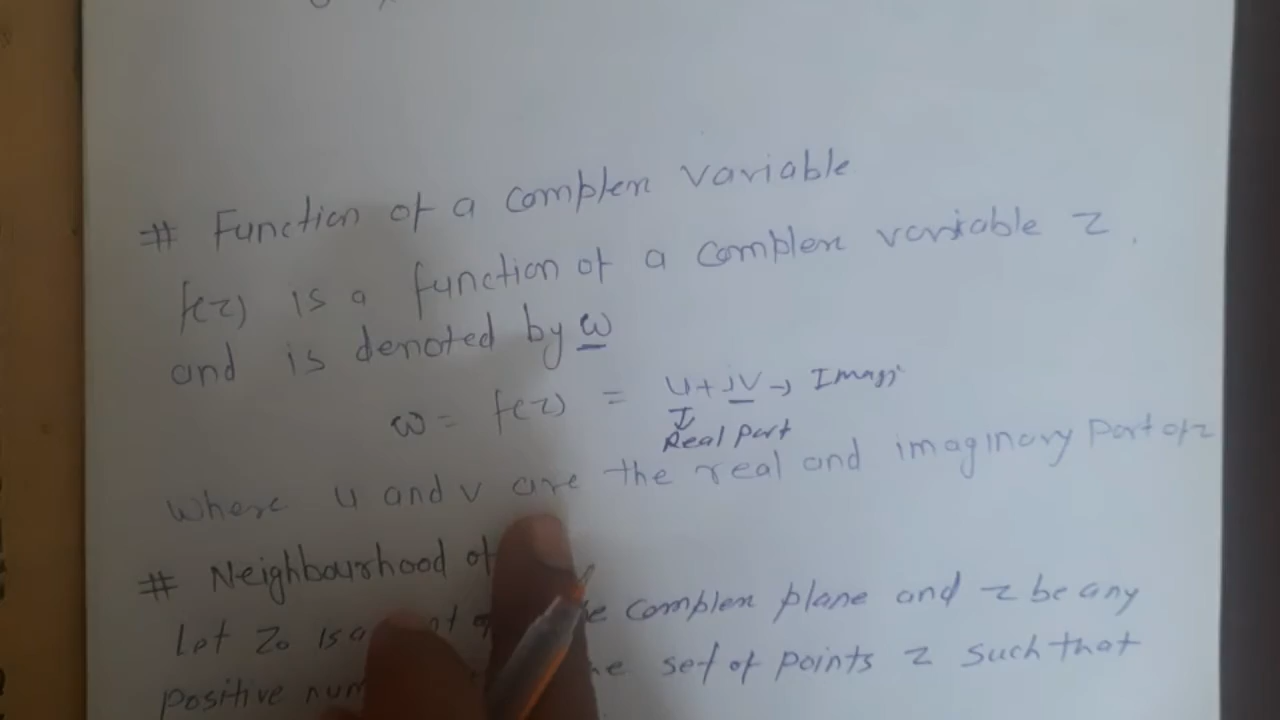 # Function of a complex variable
f(z) is a function of a complex variable z.
and is denoted by ω
ω = f(z) = u + iv → Imagi
↓
Real part
where u and v are the real and imaginary part of z
# Neighbourhood of
Let Z₀ is a complex plane and z be any
positive set of points z such that